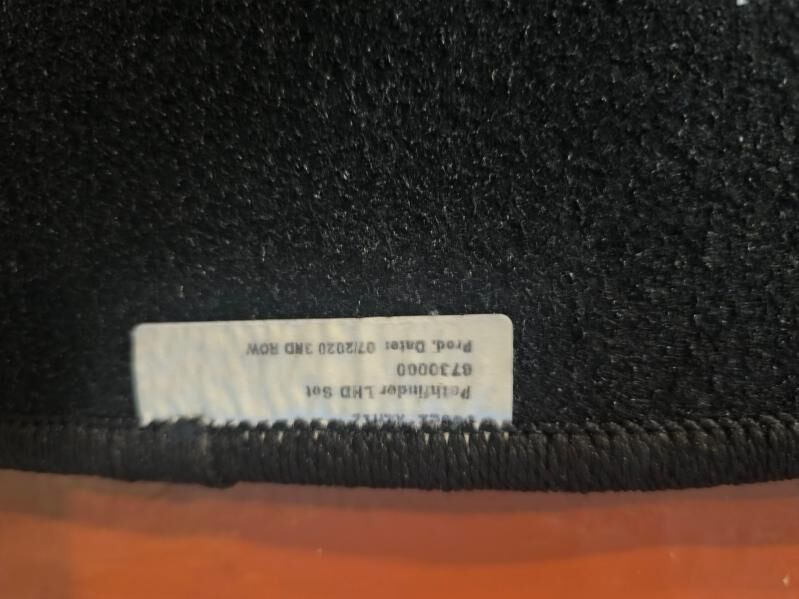 Pathfinder LHD Set
6730000
Prod. Date: 07/2020 3RD ROW